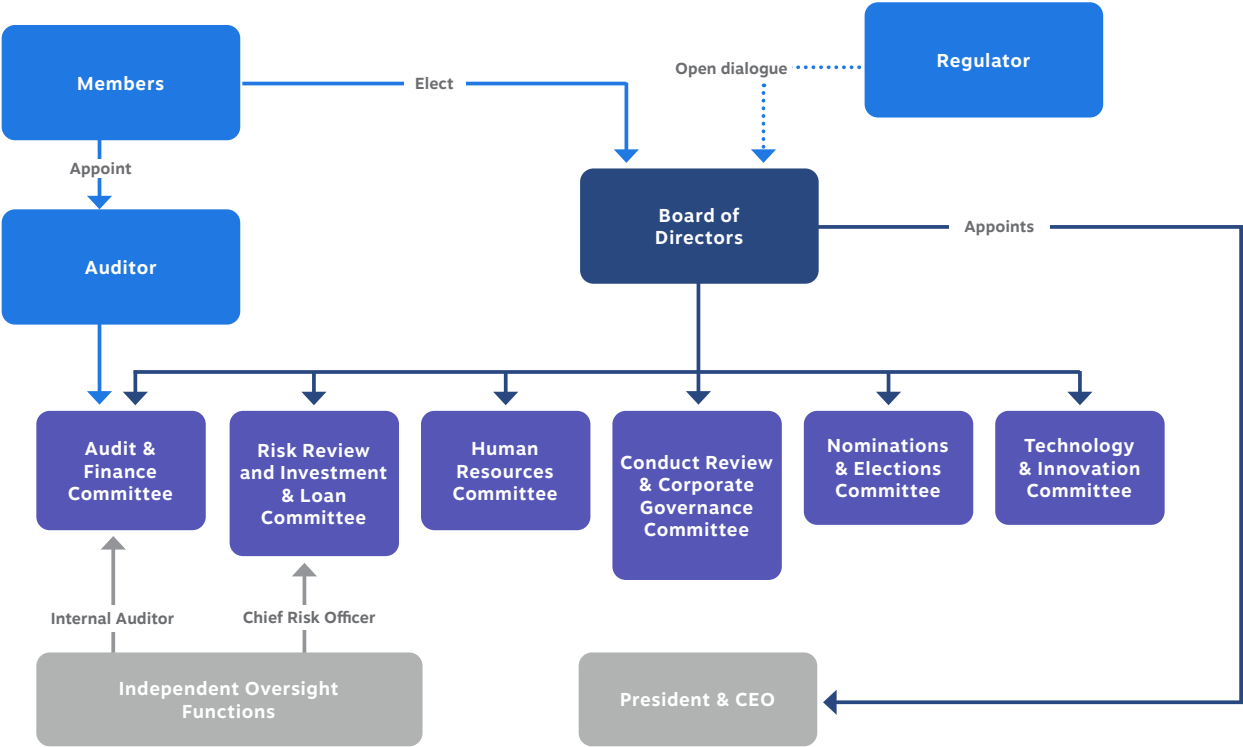 Members
Elect
Open dialogue
Regulator
Appoint
Board of
Directors
Appoints
Auditor
Audit &
Finance
Committee
Risk Review
and Investment
& Loan
Committee
Human
Resources
Committee
Conduct Review
& Corporate
Governance
Committee
Nominations
& Elections
Committee
Technology
& Innovation
Committee
Internal Auditor
Chief Risk Officer
Independent Oversight
Functions
President & CEO